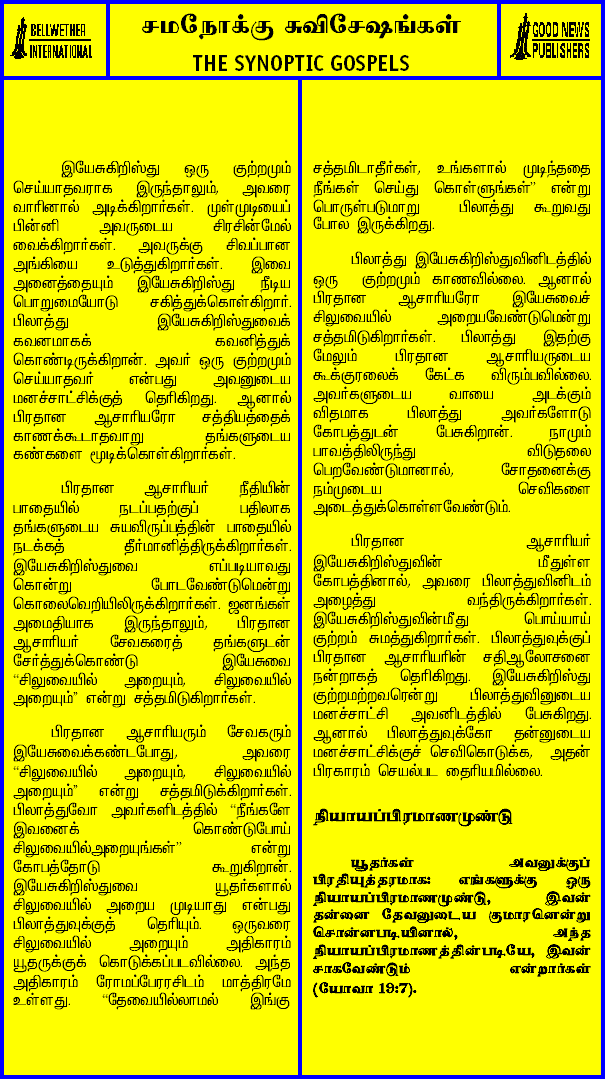 BELLWETHER
INTERNATIONAL
சமநோக்கு சுவிசேஷங்கள்
THE SYNOPTIC GOSPELS
GOOD NEWS
PUBLISHERS
இயேசுகிறிஸ்து ஒரு குற்றமும்
செய்யாதவராக இருந்தாலும், அவரை
வாரினால் அடிக்கிறார்கள். முள்முடியைப்
பின்னி அவருடைய சிரசின்மேல்
வைக்கிறார்கள். அவருக்கு சிவப்பான
அங்கியை உடுத்துகிறார்கள். இவை
அனைத்தையும் இயேசுகிறிஸ்து நீடிய
பொறுமையோடு சகித்துக்கொள்கிறார்.
பிலாத்து இயேசுகிறிஸ்துவைக்
கவனமாகக் கவனித்துக்
கொண்டிருக்கிறான். அவர் ஒரு குற்றமும்
செய்யாதவர் என்பது அவனுடைய
மனச்சாட்சிக்குத் தெரிகிறது. ஆனால்
பிரதான ஆசாரியரோ சத்தியத்தைக்
காணக்கூடாதவாறு தங்களுடைய
கண்களை மூடிக்கொள்கிறார்கள்.
பிரதான ஆசாரியர் நீதியின்
பாதையில் நடப்பதற்குப் பதிலாக
தங்களுடைய சுயவிருப்பத்தின் பாதையில்
நடக்கத் தீர்மானித்திருக்கிறார்கள்.
இயேசுகிறிஸ்துவை எப்படியாவது
கொன்று போடவேண்டுமென்று
கொலைவெறியிலிருக்கிறார்கள். ஜனங்கள்
அமைதியாக இருந்தாலும், பிரதான
ஆசாரியர் சேவகரைத் தங்களுடன்
சேர்த்துக்கொண்டு இயேசுவை
“சிலுவையில் அறையும், சிலுவையில்
அறையும்” என்று சத்தமிடுகிறார்கள்.
பிரதான ஆசாரியரும் சேவகரும்
இயேசுவைக்கண்டபோது, அவரை
“சிலுவையில் அறையும், சிலுவையில்
அறையும்” என்று சத்தமிடுக்கிறார்கள்.
பிலாத்துவோ அவர்களிடத்தில் “நீங்களே
இவனைக் கொண்டுபோய்
சிலுவையில்அறையுங்கள்” என்று
கோபத்தோடு கூறுகிறான்.
இயேசுகிறிஸ்துவை யூதர்களால்
சிலுவையில் அறைய முடியாது என்பது
பிலாத்துவுக்குத் தெரியும். ஒருவரை
சிலுவையில் அறையும் அதிகாரம்
யூதருக்குக் கொடுக்கப்படவில்லை. அந்த
அதிகாரம் ரோமப்பேரரசிடம் மாத்திரமே
உள்ளது. “தேவையில்லாமல் இங்கு
சத்தமிடாதீர்கள், உங்களால் முடிந்ததை
நீங்கள் செய்து கொள்ளுங்கள்” என்று
பொருள்படுமாறு பிலாத்து கூறுவது
போல இருக்கிறது.
பிலாத்து இயேசுகிறிஸ்துவினிடத்தில்
ஒரு குற்றமும் காணவில்லை. ஆனால்
பிரதான ஆசாரியரோ இயேசுவைச்
சிலுவையில் அறையவேண்டுமென்று
சத்தமிடுகிறார்கள். பிலாத்து இதற்கு
மேலும் பிரதான ஆசாரியருடைய
கூக்குரலைக் கேட்க விரும்பவில்லை.
அவர்களுடைய வாயை அடக்கும்
விதமாக பிலாத்து அவர்களோடு
கோபத்துடன் பேசுகிறான். நாமும்
பாவத்திலிருந்து விடுதலை
பெறவேண்டுமானால், சோதனைக்கு
நம்முடைய செவிகளை
அடைத்துக்கொள்ளவேண்டும்.
பிரதான ஆசாரியர்
இயேசுகிறிஸ்துவின் மீதுள்ள
கோபத்தினால், அவரை பிலாத்துவினிடம்
அழைத்து வந்திருக்கிறார்கள்.
இயேசுகிறிஸ்துவின்மீது பொய்யாய்
குற்றம் சுமத்துகிறார்கள். பிலாத்துவுக்குப்
பிரதான ஆசாரியரின் சதிஆலோசனை
நன்றாகத் தெரிகிறது. இயேசுகிறிஸ்து
குற்றமற்றவரென்று பிலாத்துவினுடைய
மனச்சாட்சி அவனிடத்தில் பேசுகிறது.
ஆனால் பிலாத்துவுக்கோ தன்னுடைய
மனச்சாட்சிக்குச் செவிகொடுக்க, அதன்
பிரகாரம் செயல்பட தைரியமில்லை.
நியாயப்பிரமாணமுண்டு
யூதர்கள் அவனுக்குப்
பிரதியுத்தரமாக: எங்களுக்கு ஒரு
நியாயப்பிரமாணமுண்டு, இவன்
தன்னை தேவனுடைய குமாரனென்று
சொன்னபடியினால், அந்த
நியாயப்பிரமாணத்தின்படியே, இவன்
சாகவேண்டும் என்றார்கள்
(யோவா 19:7).